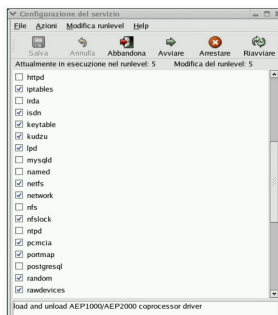 Configurazione del servizio
File Azioni Modifica runlevel Help
Salva Annulla Abbandona Avviare Arrestare Riavviare
Attualmente in esecuzione nel runlevel: 5 Modifica del runlevel: 5
httpd
iptables
irda
isdn
keytable
kudzu
lpd
mysqld
named
netfs
network
nfs
nfslock
ntpd
pcmcia
portmap
postgresql
random
rawdevices
load and unload AEP1000/AEP2000 coprocessor driver